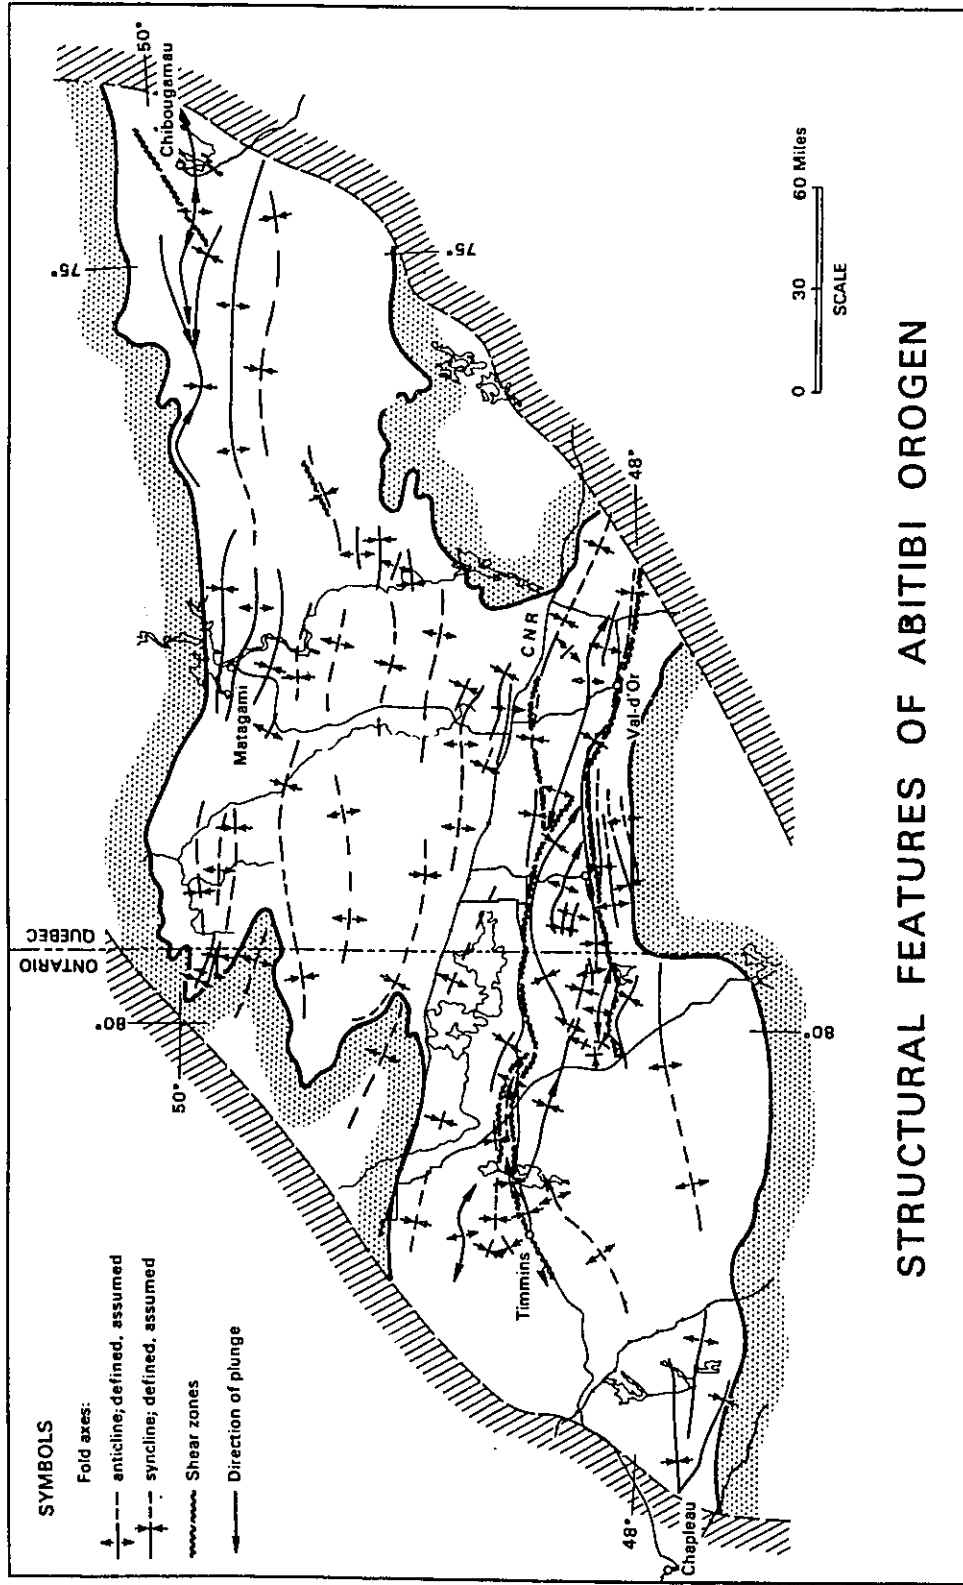 SYMBOLS
Fold axes:
anticline; defined, assumed
syncline; defined, assumed
Shear zones
Direction of plunge
ONTARIO
QUEBEC
50°
80°
Matagami
75°
50°
Chibougamau
CNR
75°
Timmins
Val-d'Or
48°
48°
Chapleau
80°
0 30 60 Miles
SCALE
STRUCTURAL FEATURES OF ABITIBI OROGEN